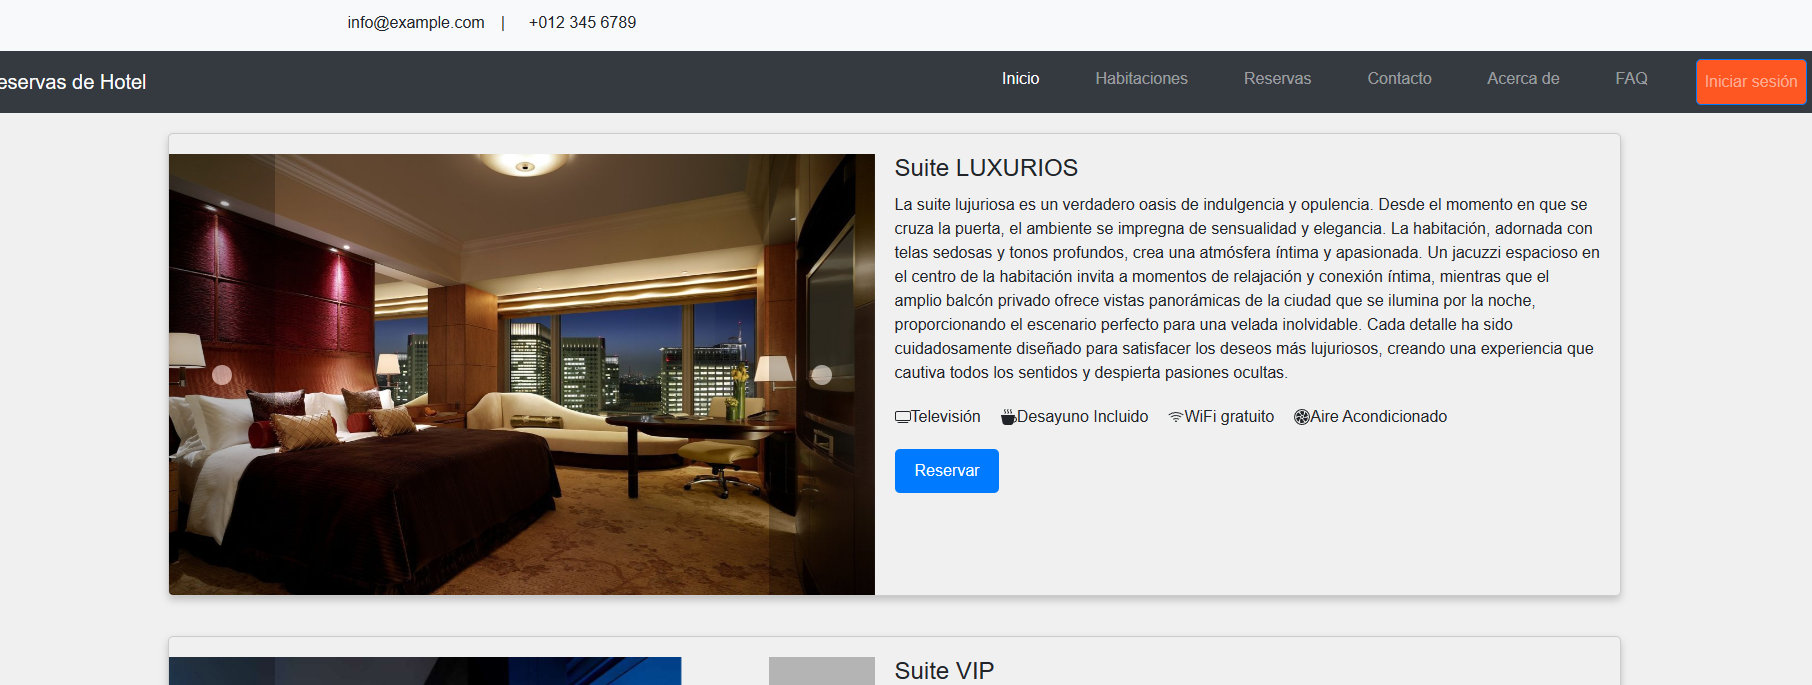 info@example.com | +012 345 6789
eservas de Hotel
Inicio Habitaciones Reservas Contacto Acerca de FAQ Iniciar sesión
Suite LUXURIOS
La suite lujuriosa es un verdadero oasis de indulgencia y opulencia. Desde el momento en que se
cruza la puerta, el ambiente se impregna de sensualidad y elegancia. La habitación, adornada con
telas sedosas y tonos profundos, crea una atmósfera íntima y apasionada. Un jacuzzi espacioso en
el centro de la habitación invita a momentos de relajación y conexión íntima, mientras que el
amplio balcón privado ofrece vistas panorámicas de la ciudad que se ilumina por la noche,
proporcionando el escenario perfecto para una velada inolvidable. Cada detalle ha sido
cuidadosamente diseñado para satisfacer los deseos más lujuriosos, creando una experiencia que
cautiva todos los sentidos y despierta pasiones ocultas.
Televisión Desayuno Incluido WiFi gratuito Aire Acondicionado
Reservar
Suite VIP